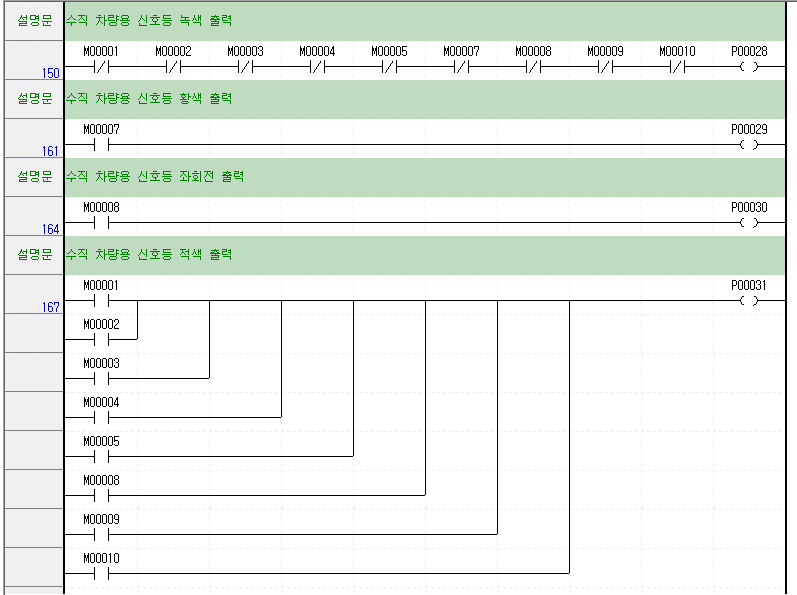 설명문 수직 차량용 신호등 녹색 출력
M00001 M00002 M00003 M00004 M00005 M00007 M00008 M00009 M00010 P00028
150
설명문 수직 차량용 신호등 황색 출력
M00007 P00029
161
설명문 수직 차량용 신호등 좌회전 출력
M00008 P00030
164
설명문 수직 차량용 신호등 적색 출력
M00001 P00031
167
M00002
M00003
M00004
M00005
M00008
M00009
M00010